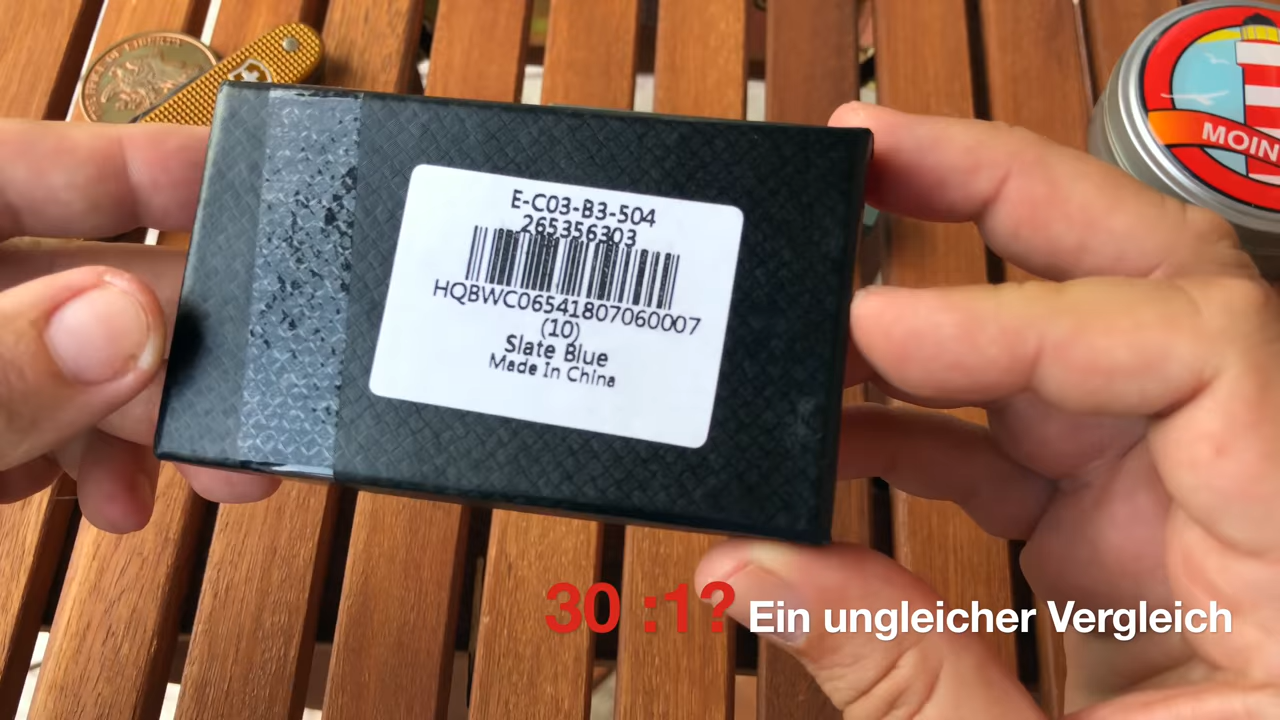 E-C03-B3-504
265356303
HQBWC06541807060007
(10)
Slate Blue
Made In China
MOIN
30 :1? Ein ungleicher Vergleich